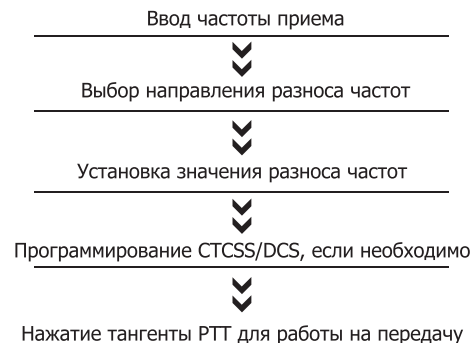 Ввод частоты приема
Выбор направления разноса частот
Установка значения разноса частот
Программирование CTCSS/DCS, если необходимо
Нажатие тангенты PTT для работы на передачу